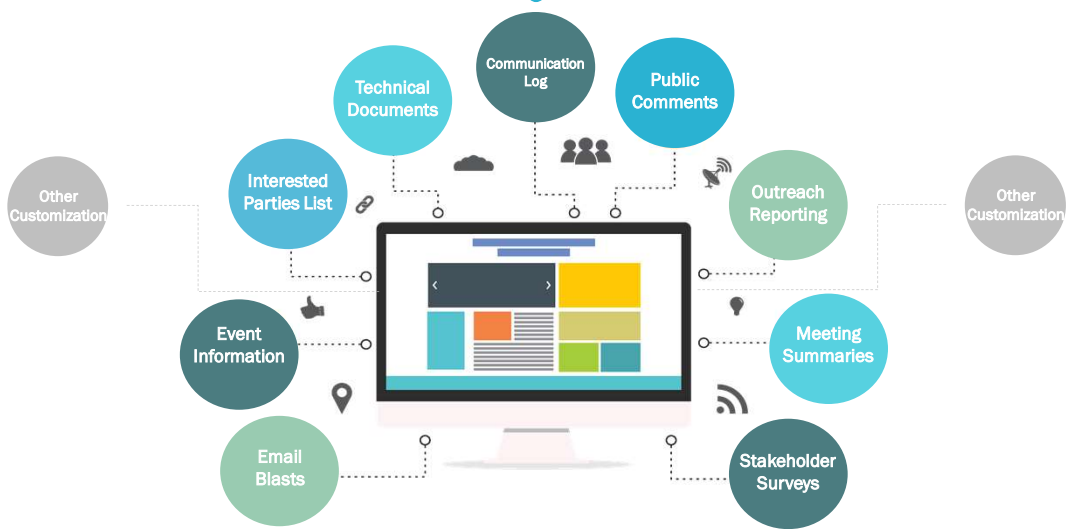 Communication
Log
Technical
Documents
Public
Comments
Interested
Parties List
Outreach
Reporting
Other
Customization
Other
Customization
Event
Information
Meeting
Summaries
Email
Blasts
Stakeholder
Surveys